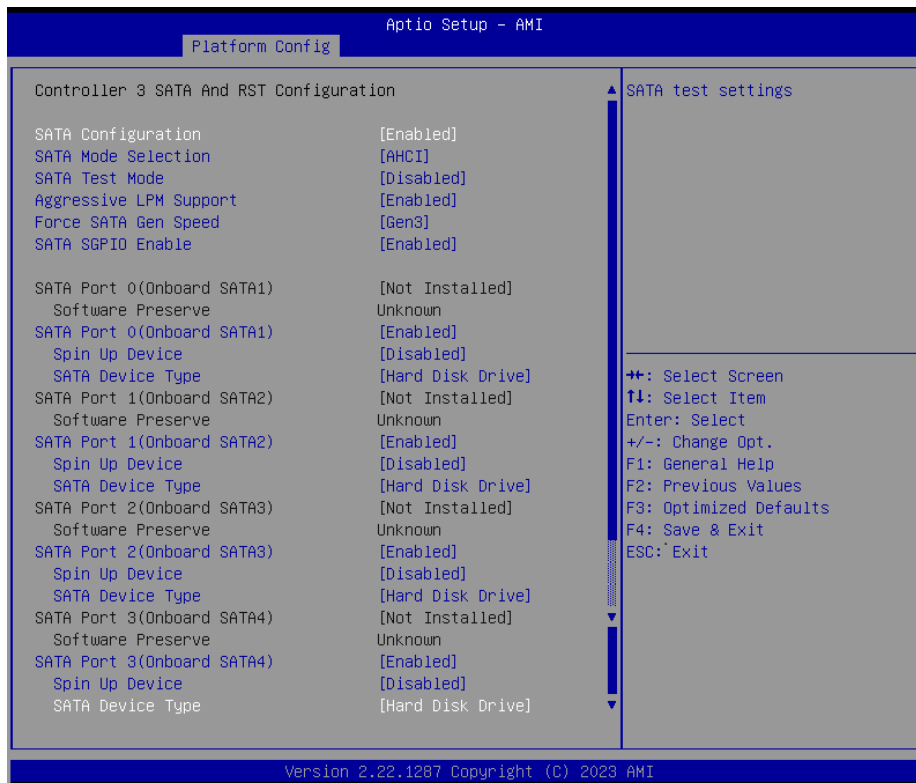 Aptio Setup - AMI
Platform Config
Controller 3 SATA And RST Configuration
SATA Configuration [Enabled]
SATA Mode Selection [AHCI]
SATA Test Mode [Disabled]
Aggressive LPM Support [Enabled]
Force SATA Gen Speed [Gen3]
SATA SGPIO Enable [Enabled]
SATA Port 0(Onboard SATA1) [Not Installed]
Software Preserve Unknown
SATA Port 0(Onboard SATA1) [Enabled]
Spin Up Device [Disabled]
SATA Device Type [Hard Disk Drive]
SATA Port 1(Onboard SATA2) [Not Installed]
Software Preserve Unknown
SATA Port 1(Onboard SATA2) [Enabled]
Spin Up Device [Disabled]
SATA Device Type [Hard Disk Drive]
SATA Port 2(Onboard SATA3) [Not Installed]
Software Preserve Unknown
SATA Port 2(Onboard SATA3) [Enabled]
Spin Up Device [Disabled]
SATA Device Type [Hard Disk Drive]
SATA Port 3(Onboard SATA4) [Not Installed]
Software Preserve Unknown
SATA Port 3(Onboard SATA4) [Enabled]
Spin Up Device [Disabled]
SATA Device Type [Hard Disk Drive]
SATA test settings
→←: Select Screen
↑↓: Select Item
Enter: Select
+/-: Change Opt.
F1: General Help
F2: Previous Values
F3: Optimized Defaults
F4: Save & Exit
ESC: Exit
Version 2.22.1287 Copyright (C) 2023 AMI